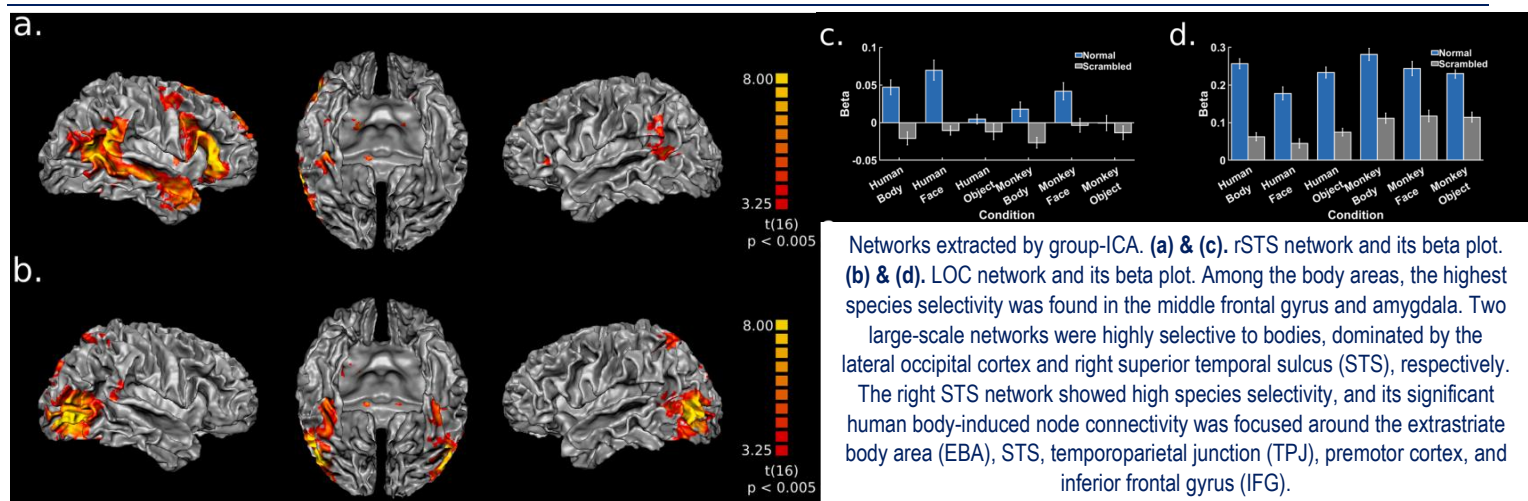 a.
8.00
3.25
t(16)
p < 0.005
b.
8.00
3.25
t(16)
p < 0.005
c.
0.1
0.05
0
-0.05
Beta
Normal
Scrambled
Human Body
Human Face
Human Object
Monkey Body
Monkey Face
Monkey Object
Condition
d.
0.3
0.2
0.1
0
Beta
Normal
Scrambled
Human Body
Human Face
Human Object
Monkey Body
Monkey Face
Monkey Object
Condition
Networks extracted by group-ICA. (a) & (c). rSTS network and its beta plot.
(b) & (d). LOC network and its beta plot. Among the body areas, the highest
species selectivity was found in the middle frontal gyrus and amygdala. Two
large-scale networks were highly selective to bodies, dominated by the
lateral occipital cortex and right superior temporal sulcus (STS), respectively.
The right STS network showed high species selectivity, and its significant
human body-induced node connectivity was focused around the extrastriate
body area (EBA), STS, temporoparietal junction (TPJ), premotor cortex, and
inferior frontal gyrus (IFG).